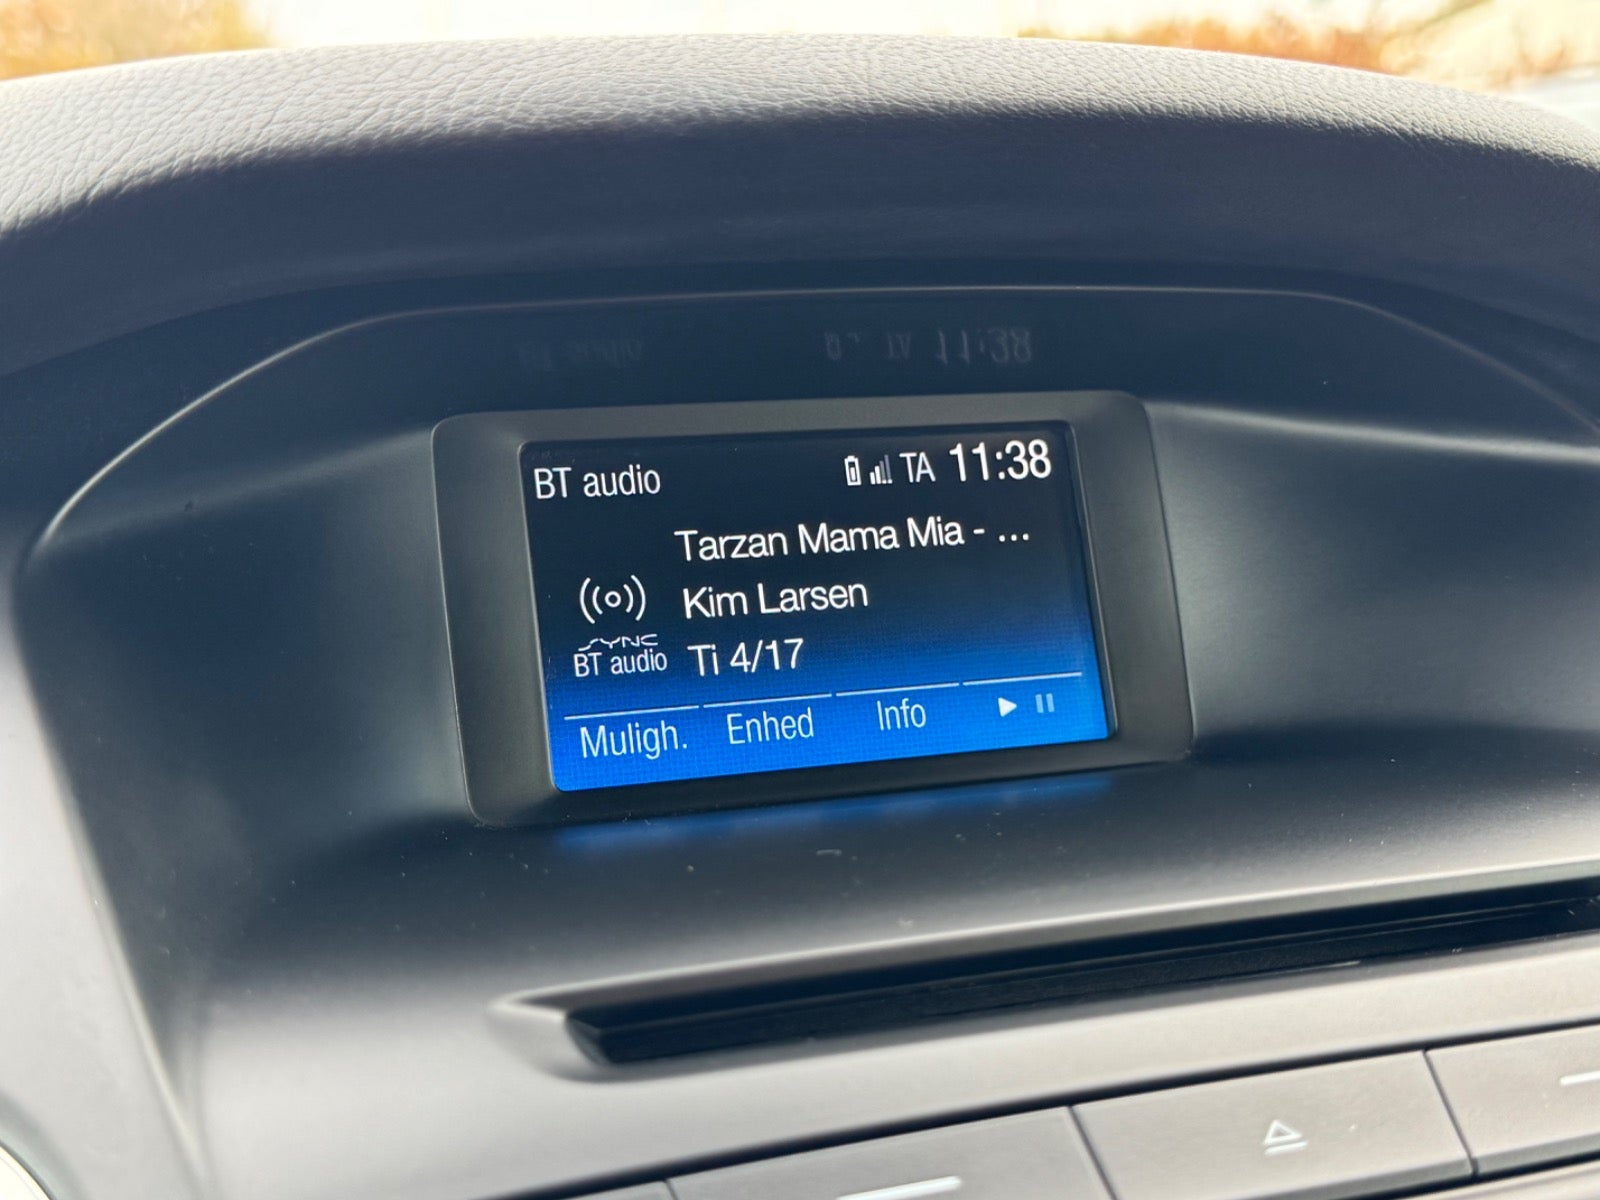 BT audio TA 11:38
Tarzan Mama Mia - ...
Kim Larsen
SYNC
BT audio Ti 4/17
Muligh. Enhed Info